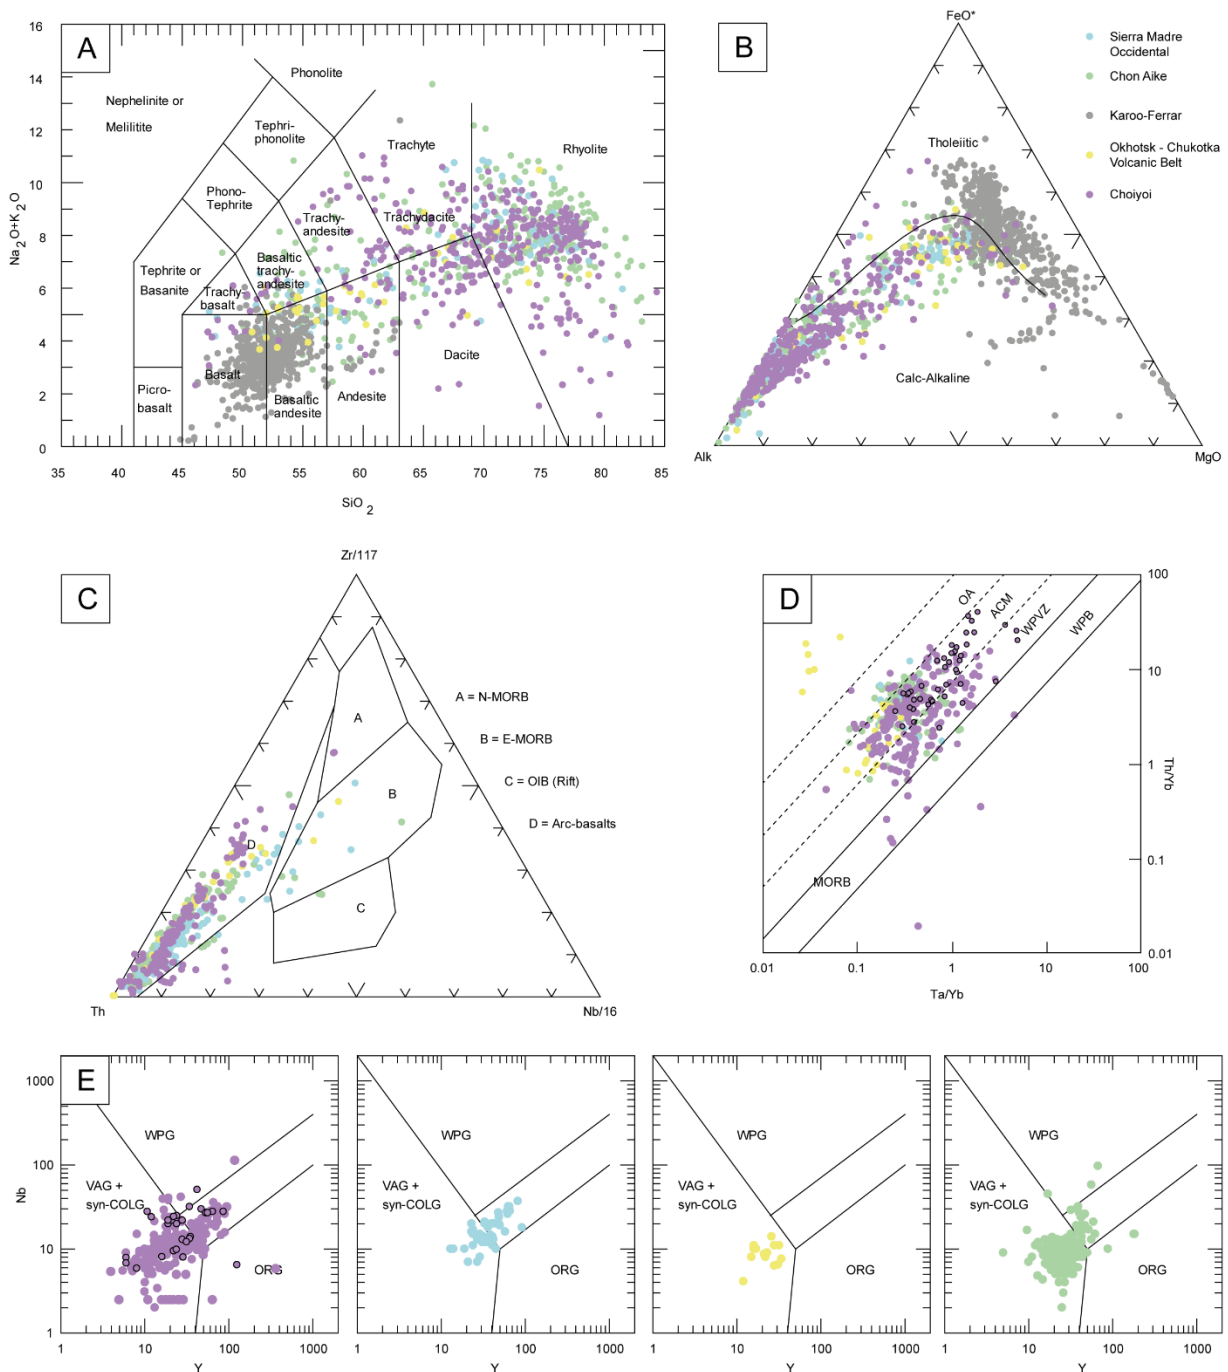 A
16
14
12
10
8
6
4
2
0
Na2O+K2O
35
40
45
50
55
60
65
70
75
80
85
SiO2
Nephelinite or
Melilitite
Phonolite
Tephri-
phonolite
Trachyte
Rhyolite
Phono-
Tephrite
Trachy-
andesite
Trachydacite
Basaltic
trachy-
andesite
Tephrite or
Basanite
Trachy-
basalt
Basalt
Picro-
basalt
Basaltic
andesite
Andesite
Dacite
B
FeO*
Tholeiitic
Calc-Alkaline
Alk
MgO
Sierra Madre
Occidental
Chon Aike
Karoo-Ferrar
Okhotsk - Chukotka
Volcanic Belt
Choiyoi
C
Zr/117
A
B
C
D
Th
Nb/16
A = N-MORB
B = E-MORB
C = OIB (Rift)
D = Arc-basalts
D
OA
ACM
WPVZ
WPB
MORB
100
10
1
0.1
0.01
Th/Yb
0.01
0.1
1
10
100
Ta/Yb
E
1000
100
10
1
Nb
WPG
VAG +
syn-COLG
ORG
1
10
100
1000
Y
WPG
VAG +
syn-COLG
ORG
1
10
100
1000
Y
WPG
VAG +
syn-COLG
ORG
1
10
100
1000
Y
WPG
VAG +
syn-COLG
ORG
1
10
100
1000
Y